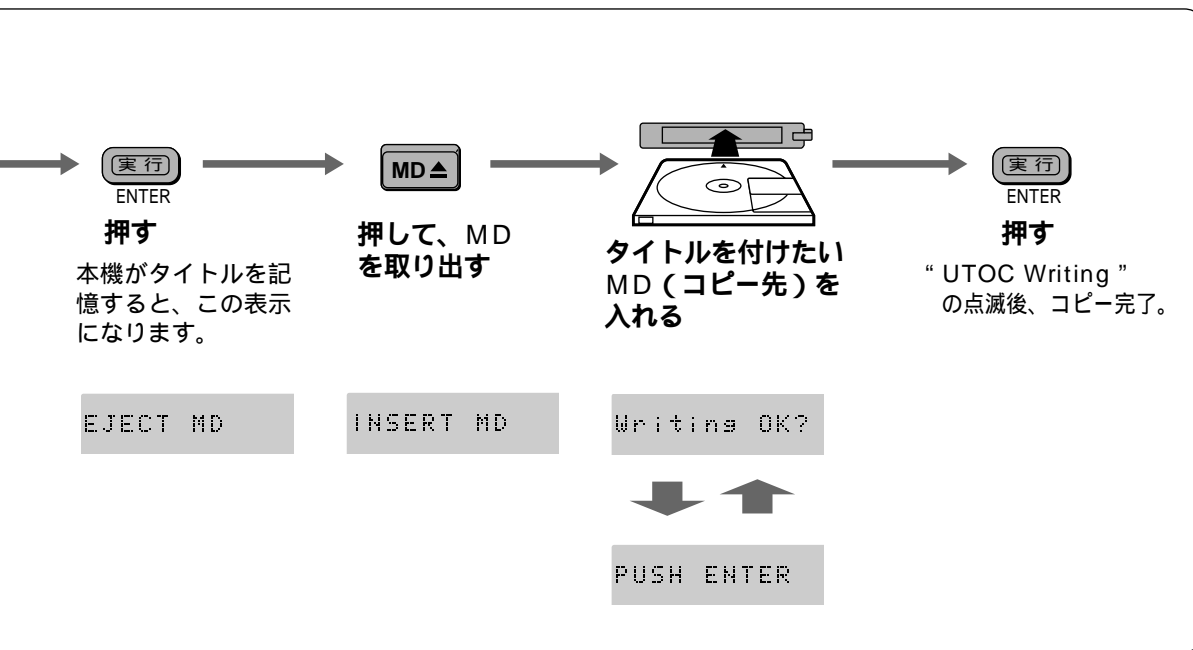 実行
ENTER
押す
本機がタイトルを記
憶すると、この表示
になります。
EJECT MD
MD⏏
押して、MD
を取り出す
INSERT MD
タイトルを付けたい
MD（コピー先）を
入れる
Writing OK?
PUSH ENTER
実行
ENTER
押す
“ UTOC Writing ”
の点滅後、コピー完了。